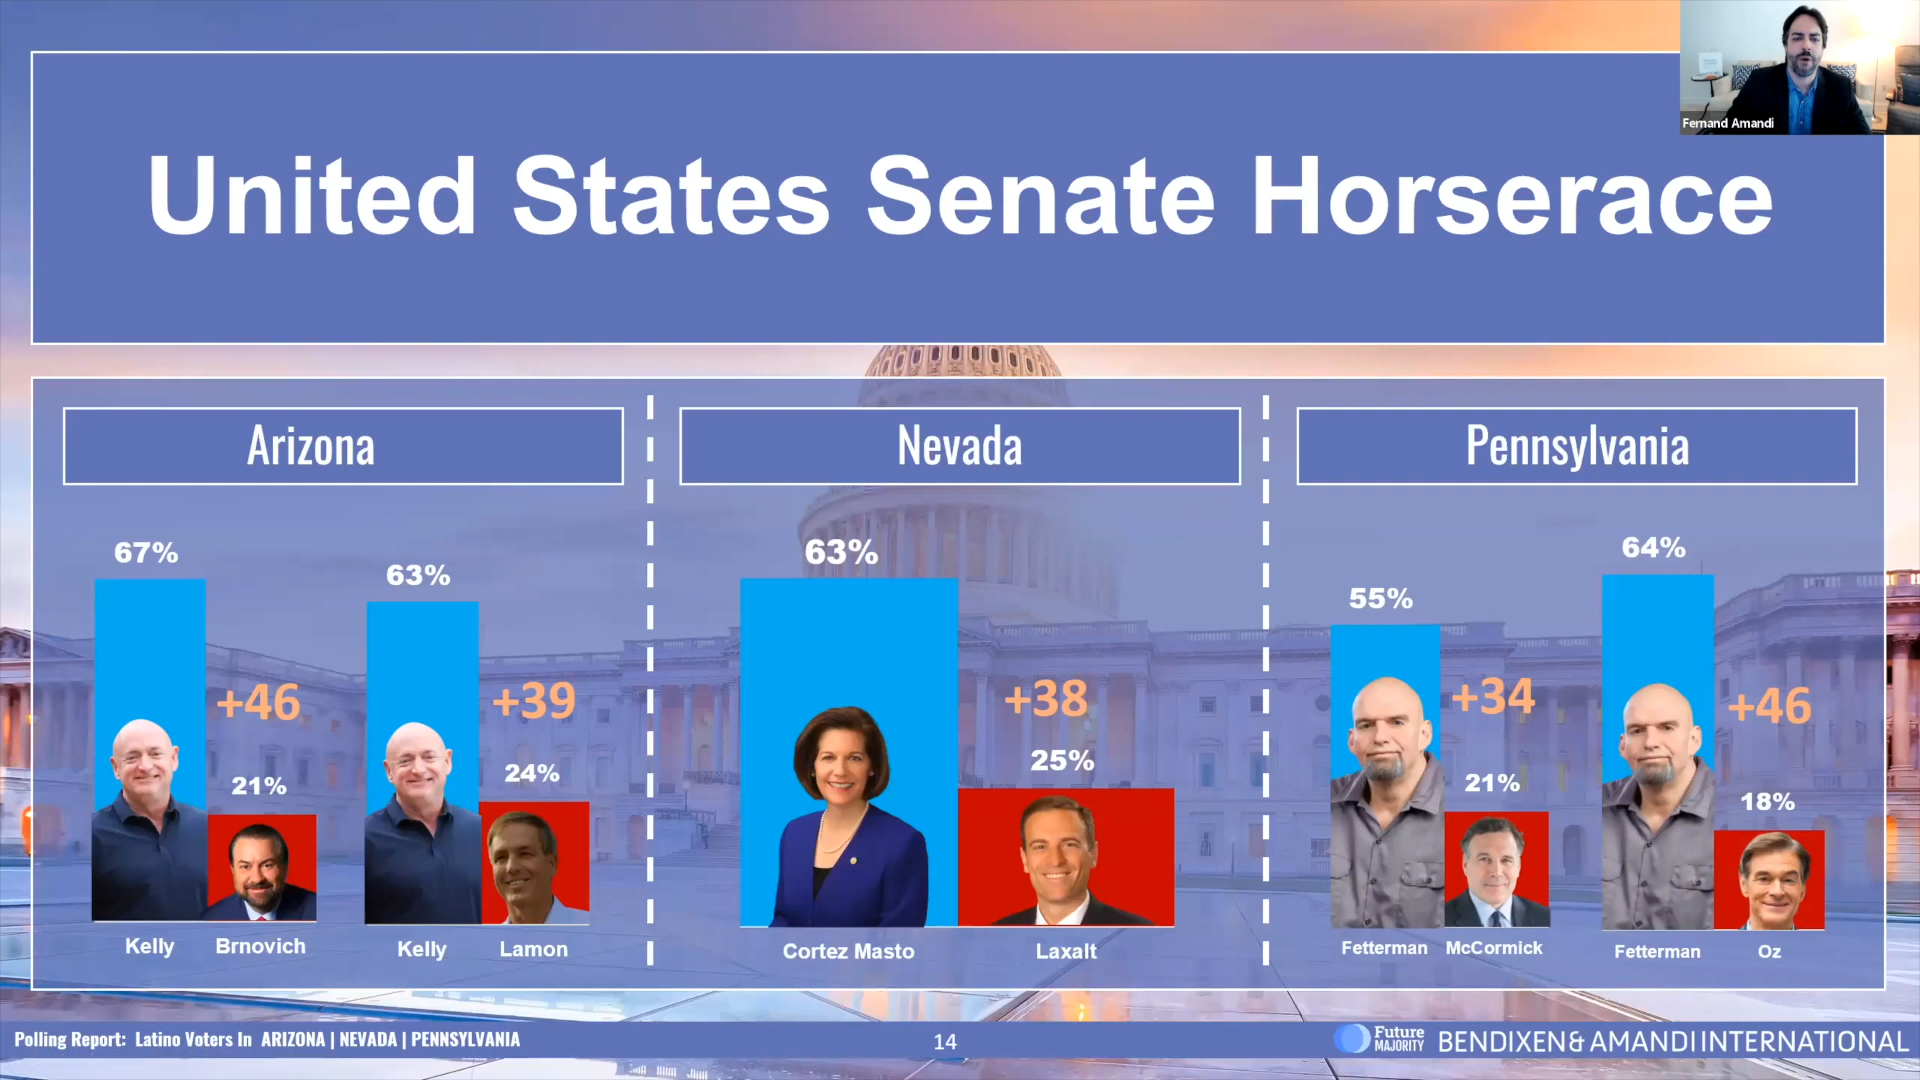 Fernand Amandi
United States Senate Horserace
Arizona
Nevada
Pennsylvania
67%
+46
21%
Kelly Brnovich
63%
+39
24%
Kelly Lamon
63%
+38
25%
Cortez Masto Laxalt
55%
+34
21%
Fetterman McCormick
64%
+46
18%
Fetterman Oz
Polling Report: Latino Voters In ARIZONA | NEVADA | PENNSYLVANIA
14
Future
MAJORITY
BENDIXEN & AMANDI INTERNATIONAL